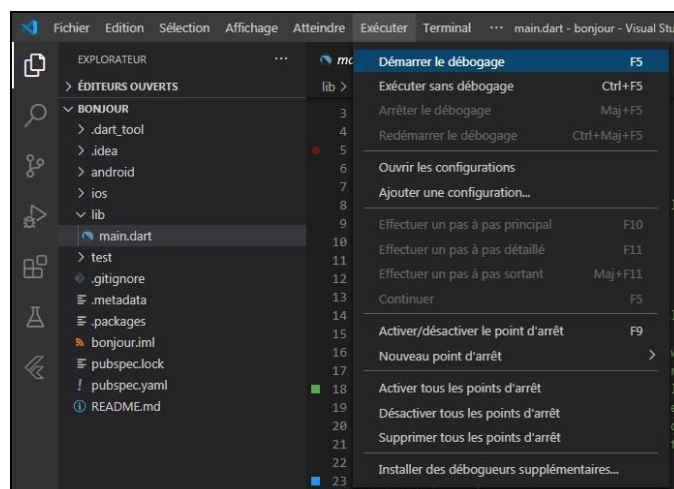 Fichier Edition Sélection Affichage Atteindre Exécuter Terminal ··· main.dart - bonjour - Visual Stu
EXPLORATEUR ···
> ÉDITEURS OUVERTS
BONJOUR
> .dart_tool
> .idea
> android
> ios
lib
main.dart
> test
.gitignore
.metadata
.packages
bonjour.iml
pubspec.lock
! pubspec.yaml
README.md
lib >
3
4
5
6
7
8
9
10
11
12
13
14
15
16
17
18
19
20
21
22
23
Démarrer le débogage F5
Exécuter sans débogage Ctrl+F5
Arrêter le débogage Maj+F5
Redémarrer le débogage Ctrl+Maj+F5
Ouvrir les configurations
Ajouter une configuration...
Effectuer un pas à pas principal F10
Effectuer un pas à pas détaillé F11
Effectuer un pas à pas sortant Maj+F11
Continuer F5
Activer/désactiver le point d'arrêt F9
Nouveau point d'arrêt >
Activer tous les points d'arrêt
Désactiver tous les points d'arrêt
Supprimer tous les points d'arrêt
Installer des débogueurs supplémentaires...